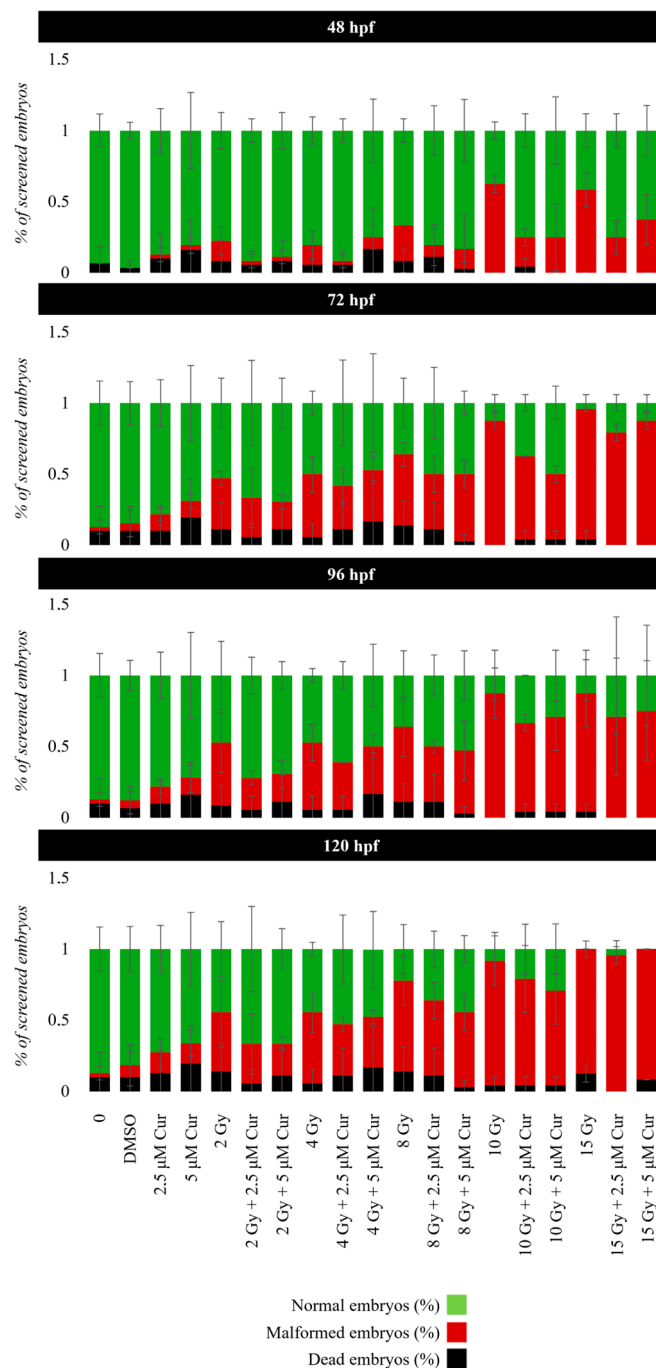 48 hpf
1.5
1
0.5
0
% of screened embryos
72 hpf
1.5
1
0.5
0
% of screened embryos
96 hpf
1.5
1
0.5
0
% of screened embryos
120 hpf
1.5
1
0.5
0
% of screened embryos
0
DMSO
2.5 µM Cur
5 µM Cur
2 Gy
2 Gy + 2.5 µM Cur
2 Gy + 5 µM Cur
4 Gy
4 Gy + 2.5 µM Cur
4 Gy + 5 µM Cur
8 Gy
8 Gy + 2.5 µM Cur
8 Gy + 5 µM Cur
10 Gy
10 Gy + 2.5 µM Cur
10 Gy + 5 µM Cur
15 Gy
15 Gy + 2.5 µM Cur
15 Gy + 5 µM Cur
Normal embryos (%)
Malformed embryos (%)
Dead embryos (%)